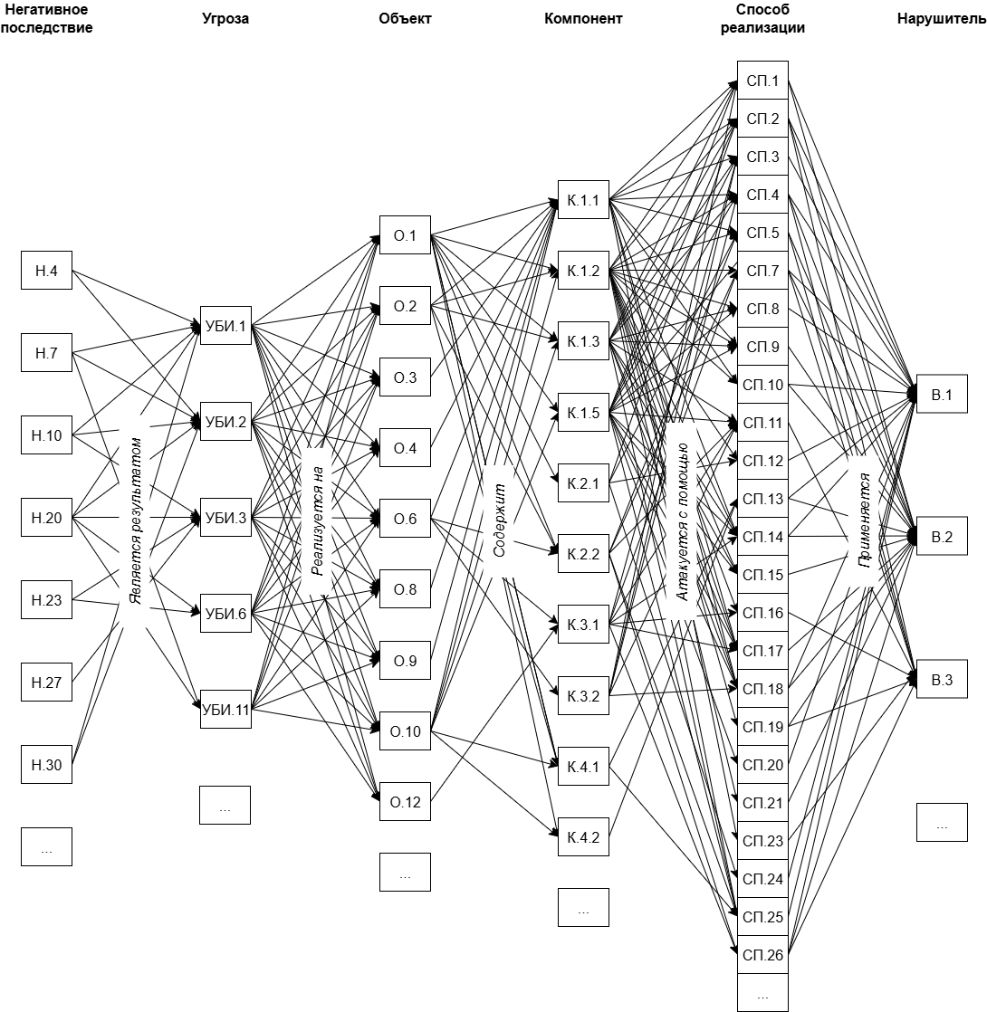 Негативное
последствие
Угроза
Объект
Компонент
Способ
реализации
Нарушитель
Н.4
Н.7
Н.10
Н.20
Н.23
Н.27
Н.30
...
Является результатом
УБИ.1
УБИ.2
УБИ.3
УБИ.6
УБИ.11
...
Реализуется на
О.1
О.2
О.3
О.4
О.6
О.8
О.9
О.10
О.12
...
Содержит
К.1.1
К.1.2
К.1.3
К.1.5
К.2.1
К.2.2
К.3.1
К.3.2
К.4.1
К.4.2
...
Атакуется с помощью
СП.1
СП.2
СП.3
СП.4
СП.5
СП.7
СП.8
СП.9
СП.10
СП.11
СП.12
СП.13
СП.14
СП.15
СП.16
СП.17
СП.18
СП.19
СП.20
СП.21
СП.23
СП.24
СП.25
СП.26
...
Применяется
В.1
В.2
В.3
...